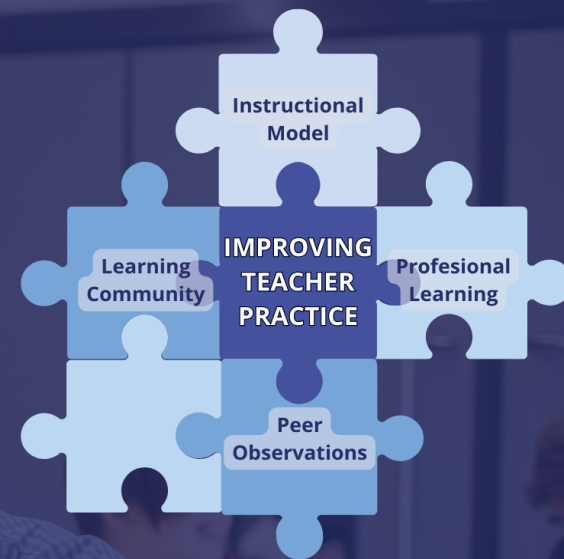 Instructional
Model
Learning
Community
IMPROVING
TEACHER
PRACTICE
Profesional
Learning
Peer
Observations